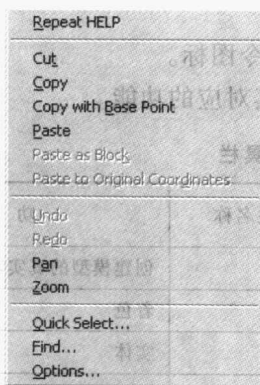 Repeat HELP
Cut
Copy
Copy with Base Point
Paste
Paste as Block
Paste to Original Coordinates
Undo
Redo
Pan
Zoom
Quick Select...
Find...
Options...